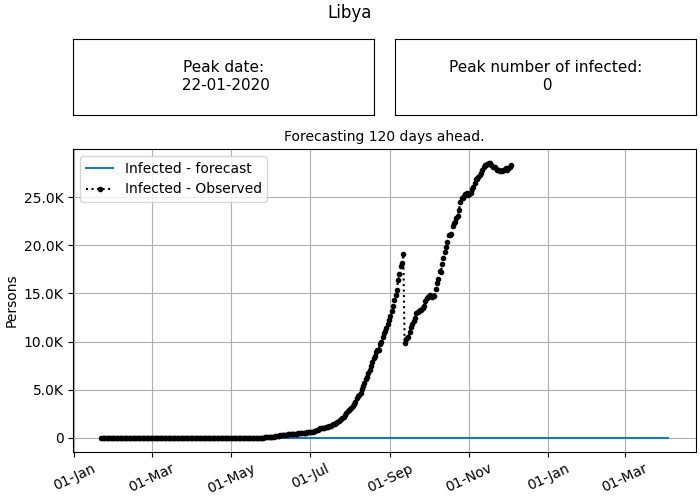 Libya
Peak date:
22-01-2020
Peak number of infected:
0
Forecasting 120 days ahead.
Infected - forecast
Infected - Observed
Persons
25.0K
20.0K
15.0K
10.0K
5.0K
0
01-Jan
01-Mar
01-May
01-Jul
01-Sep
01-Nov
01-Jan
01-Mar